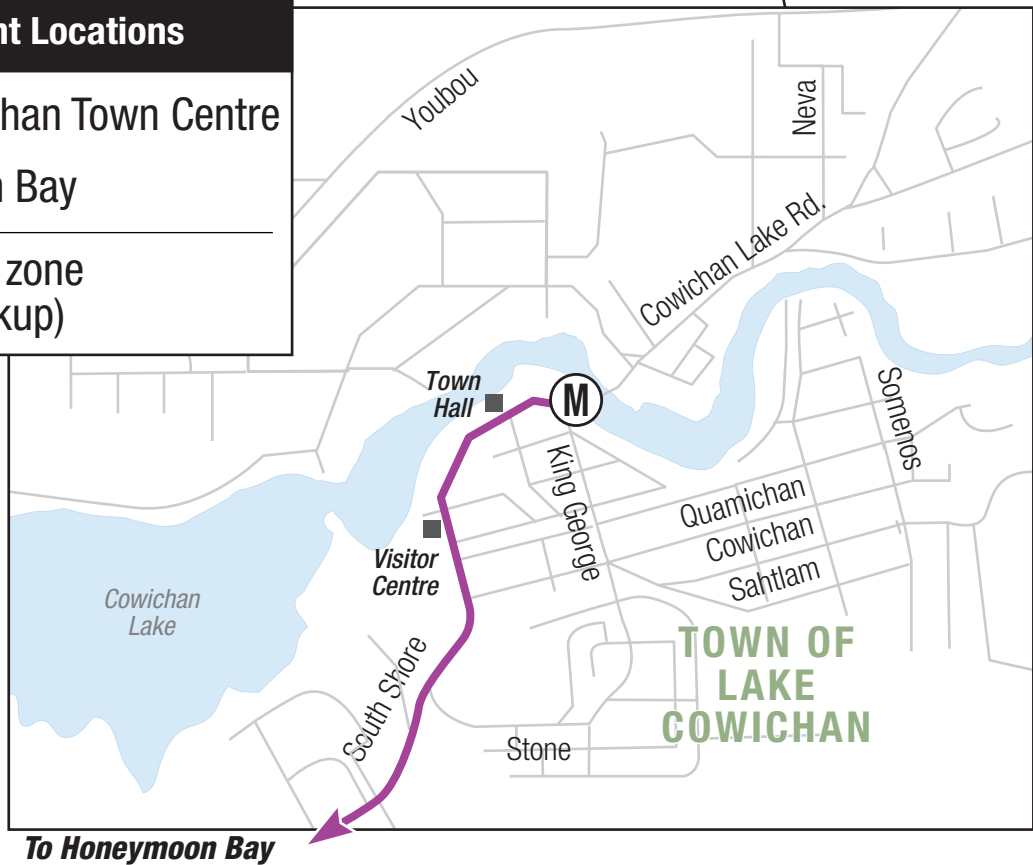 nt Locations
han Town Centre
n Bay
zone
kup)
Youbou
Neva
Cowichan Lake Rd.
Town
Hall
M
King George
Somenos
Quamichan
Cowichan
Sahtlam
Visitor
Centre
Cowichan
Lake
South Shore
Stone
TOWN OF
LAKE
COWICHAN
To Honeymoon Bay